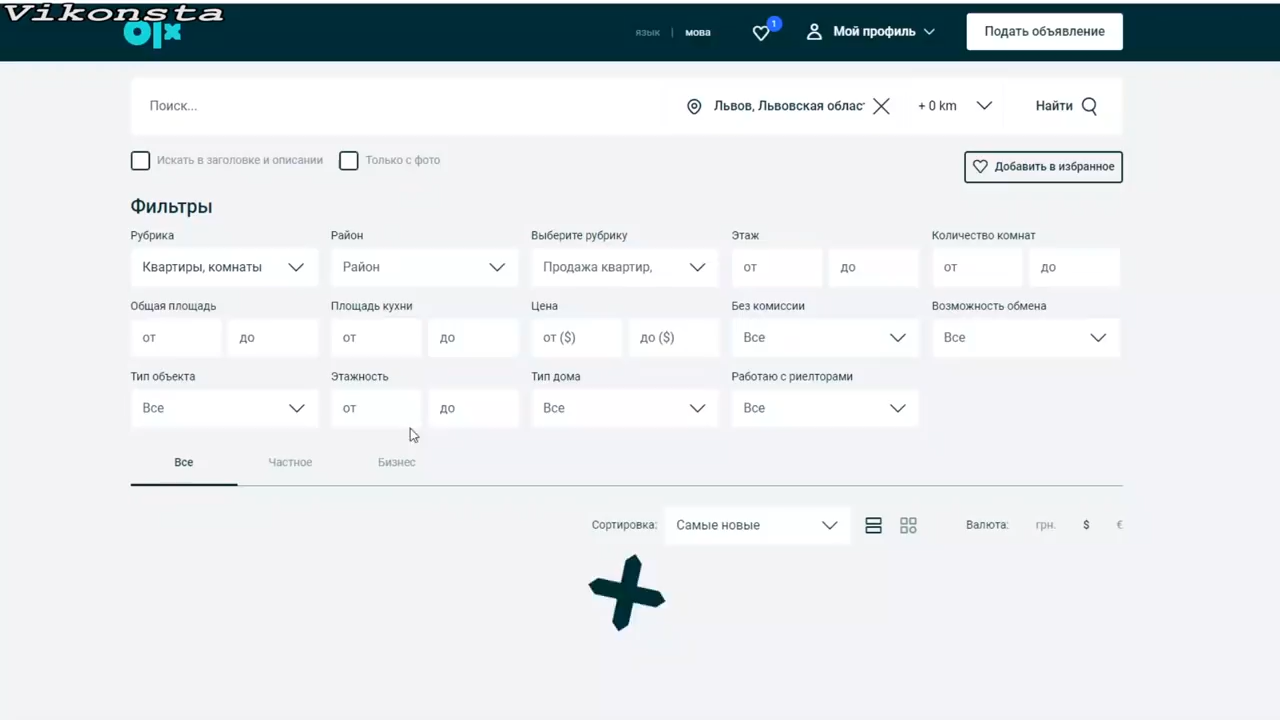 Vikonsta
olx
язык | мова
1
Мой профиль
Подать объявление
Поиск...
Львов, Львовская облас
+ 0 km
Найти
Искать в заголовке и описании
Только с фото
Добавить в избранное
Фильтры
Рубрика
Район
Выберите рубрику
Этаж
Количество комнат
Квартиры, комнаты
Район
Продажа квартир,
от
до
от
до
Общая площадь
Площадь кухни
Цена
Без комиссии
Возможность обмена
от
до
от
до
от ($)
до ($)
Все
Все
Тип объекта
Этажность
Тип дома
Работаю с риелторами
Все
от
до
Все
Все
Все
Частное
Бизнес
Сортировка:
Самые новые
Валюта:
грн.
$
€